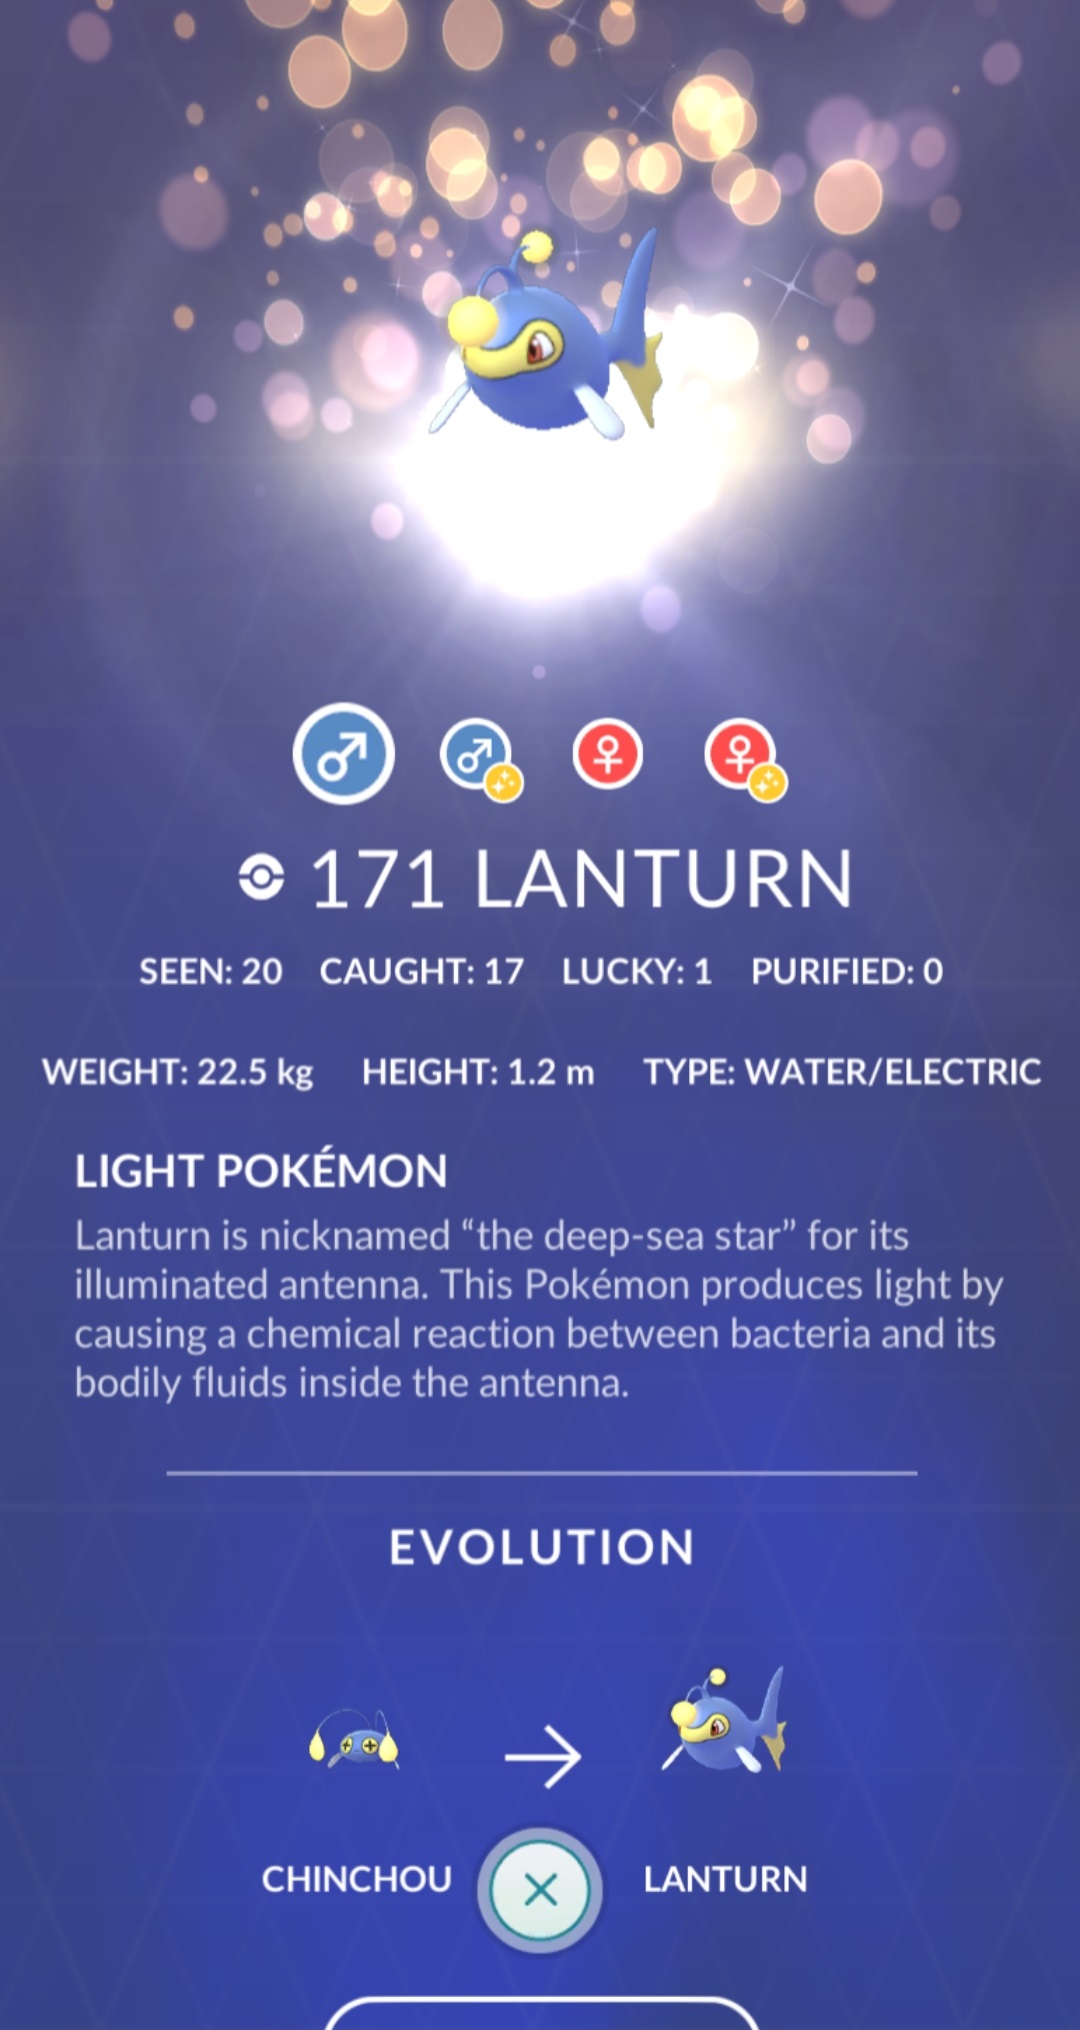 171 LANTURN
SEEN: 20 CAUGHT: 17 LUCKY: 1 PURIFIED: 0
WEIGHT: 22.5 kg HEIGHT: 1.2 m TYPE: WATER/ELECTRIC
LIGHT POKÉMON
Lanturn is nicknamed “the deep-sea star” for its
illuminated antenna. This Pokémon produces light by
causing a chemical reaction between bacteria and its
bodily fluids inside the antenna.
EVOLUTION
CHINCHOU LANTURN